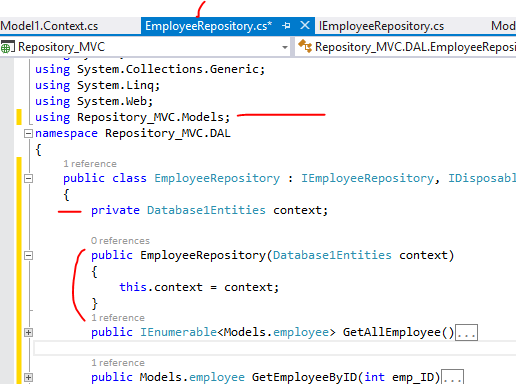 Model1.Context.cs EmployeeRepository.cs* IEmployeeRepository.cs Mode
Repository_MVC Repository_MVC.DAL.EmployeeReposi
using System.Collections.Generic;
using System.Linq;
using System.Web;
using Repository_MVC.Models;
namespace Repository_MVC.DAL
{
1 reference
public class EmployeeRepository : IEmployeeRepository, IDisposabl
{
private Database1Entities context;
0 references
public EmployeeRepository(Database1Entities context)
{
this.context = context;
}
1 reference
public IEnumerable<Models.employee> GetAllEmployee()...
1 reference
public Models.employee GetEmployeeByID(int emp_ID)...